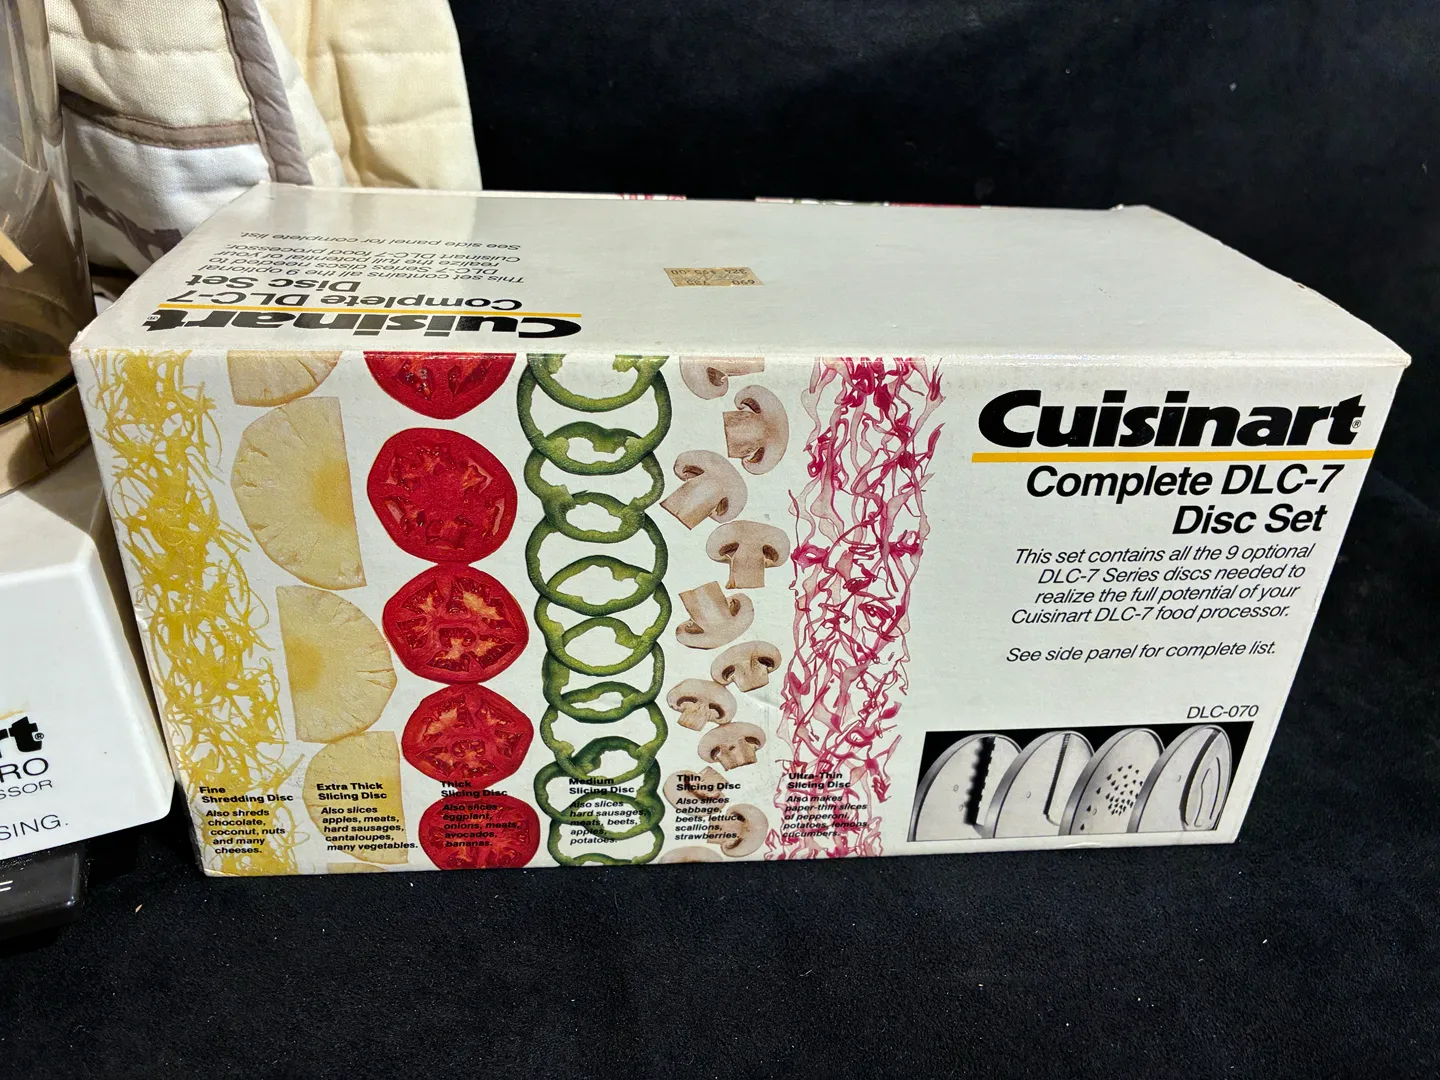 See side panel for complete list.
This set contains all the 9 optional
DLC-7 Series discs needed to
realize the full potential of your
Cuisinart DLC-7 food processor.
Complete DLC-7
Disc Set
Cuisinart®
Cuisinart®
Complete DLC-7
Disc Set
This set contains all the 9 optional
DLC-7 Series discs needed to
realize the full potential of your
Cuisinart DLC-7 food processor.
See side panel for complete list.
DLC-070
Fine
Shredding Disc
Also shreds
chocolate,
coconut, nuts
and many
cheeses.
Extra Thick
Slicing Disc
Also slices
apples, meats,
hard sausages,
cantaloupes,
many vegetables.
Thick
Slicing Disc
Also slices
eggplant,
onions, meats,
avocados,
bananas.
Medium
Slicing Disc
Also slices
hard sausages,
meats, beets,
apples,
potatoes.
Thin
Slicing Disc
Also slices
cabbage,
beets, lettuce,
scallions,
strawberries.
Ultra-Thin
Slicing Disc
Also makes
paper-thin slices
of pepperoni,
potatoes, lemons,
cucumbers.
rt®
RO
SSOR
SING.